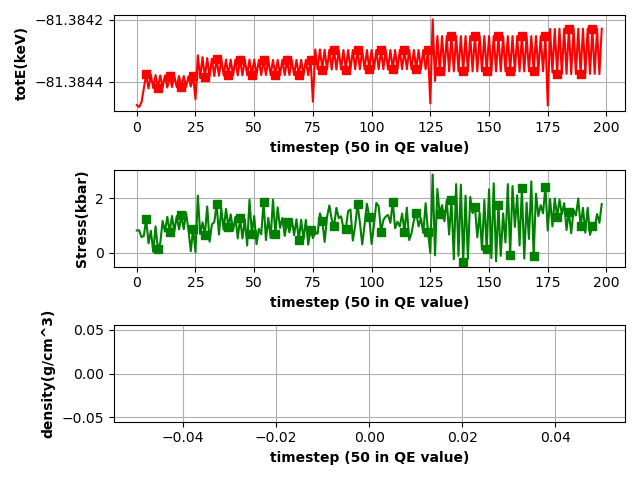 totE(keV)
−81.3842
−81.3844
0 25 50 75 100 125 150 175 200
timestep (50 in QE value)
Stress(kbar)
2
0
0 25 50 75 100 125 150 175 200
timestep (50 in QE value)
density(g/cm^3)
0.05
0.00
−0.05
−0.04 −0.02 0.00 0.02 0.04
timestep (50 in QE value)